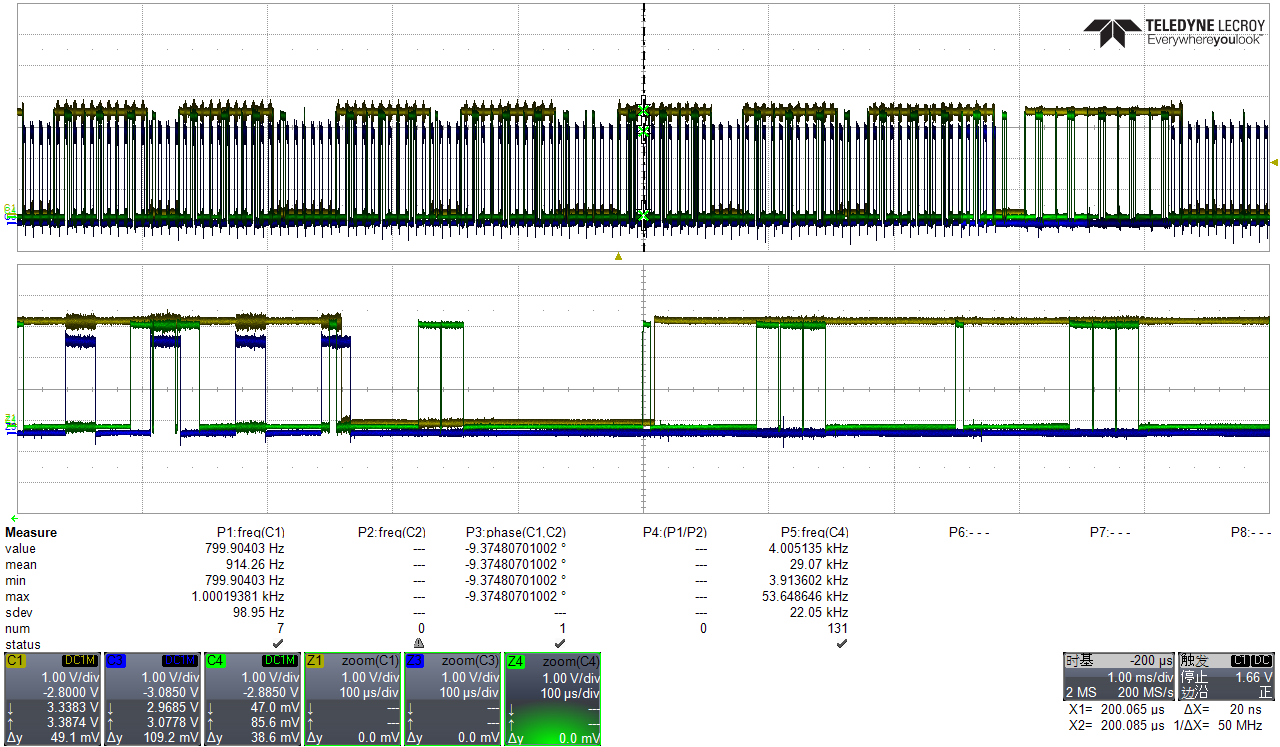 TELEDYNE LECROY
Everywhereyoulook
Measure P1:freq(C1) P2:freq(C2) P3:phase(C1,C2) P4:(P1/P2) P5:freq(C4) P6:- - - P7:- - - P8:- - -
value 799.90403 Hz --- -9.37480701002 ° --- 4.005135 kHz
mean 914.26 Hz --- -9.37480701002 ° --- 29.07 kHz
min 799.90403 Hz --- -9.37480701002 ° --- 3.913602 kHz
max 1.00019381 kHz --- -9.37480701002 ° --- 53.648646 kHz
sdev 98.95 Hz --- --- --- 22.05 kHz
num 7 0 1 0 131
status
C1 DC1M C3 DC1M C4 DC1M Z1 zoom(C1) Z3 zoom(C3) Z4 zoom(C4)
1.00 V/div 1.00 V/div 1.00 V/div 1.00 V/div 1.00 V/div 1.00 V/div
-2.8000 V -3.0850 V -2.8850 V 100 µs/div 100 µs/div 100 µs/div
↓ 3.3383 V ↓ 2.9685 V ↓ 47.0 mV ↓ --- ↓ --- ↓ ---
↑ 3.3874 V ↑ 3.0778 V ↑ 85.6 mV ↑ --- ↑ --- ↑ ---
Δy 49.1 mV Δy 109.2 mV Δy 38.6 mV Δy 0.0 mV Δy 0.0 mV Δy 0.0 mV
时基 -200 µs 触发 C1 DC
1.00 ms/div 停止 1.66 V
2 MS 200 MS/s 边沿 正
X1= 200.065 µs ΔX= 20 ns
X2= 200.085 µs 1/ΔX= 50 MHz